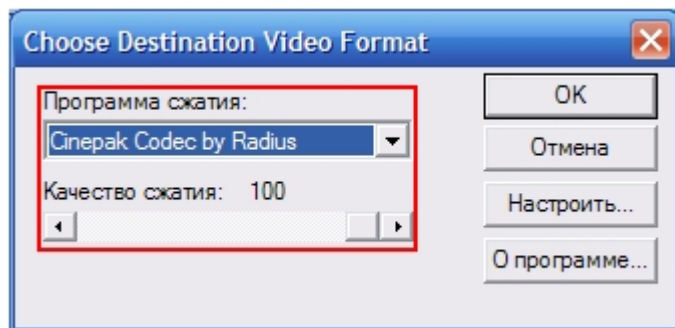 Choose Destination Video Format
Программа сжатия:
Cinepak Codec by Radius
Качество сжатия: 100
OK
Отмена
Настроить...
О программе...